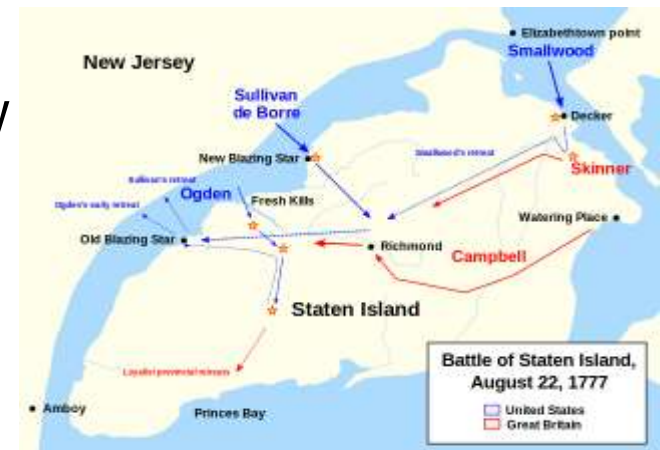 Elizabethtown point
Smallwood
New Jersey
Sullivan
de Borre
Decker
Smallwood's retreat
New Blazing Star
Skinner
Sullivan's retreat
Ogden
Fresh Kills
Ogden's early retreat
Watering Place
Old Blazing Star
Richmond
Campbell
Staten Island
Battle of Staten Island,
August 22, 1777
Loyalist provincial retreats
Amboy
Princes Bay
United States
Great Britain
y